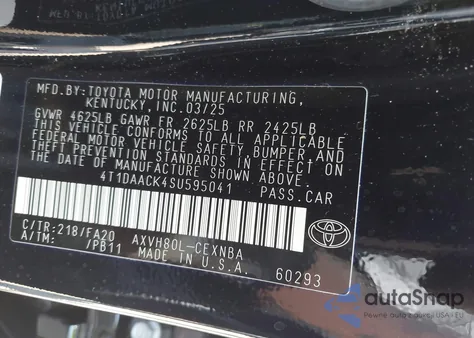 MFD.BY:TOYOTA MOTOR MANUFACTURING,
KENTUCKY, INC. 03/25
GVWR 4625LB GAWR FR 2625LB RR 2425LB
THIS VEHICLE CONFORMS TO ALL APPLICABLE
FEDERAL MOTOR VEHICLE SAFETY, BUMPER, AND
THEFT PREVENTION STANDARDS IN EFFECT ON
THE DATE OF MANUFACTURE SHOWN ABOVE.
4T1DAACK4SU595041 PASS.CAR
C/TR:218/FA20 AXVH80L-CEXNBA
A/TM: /PB11 MADE IN U.S.A.
60293
autoSnap